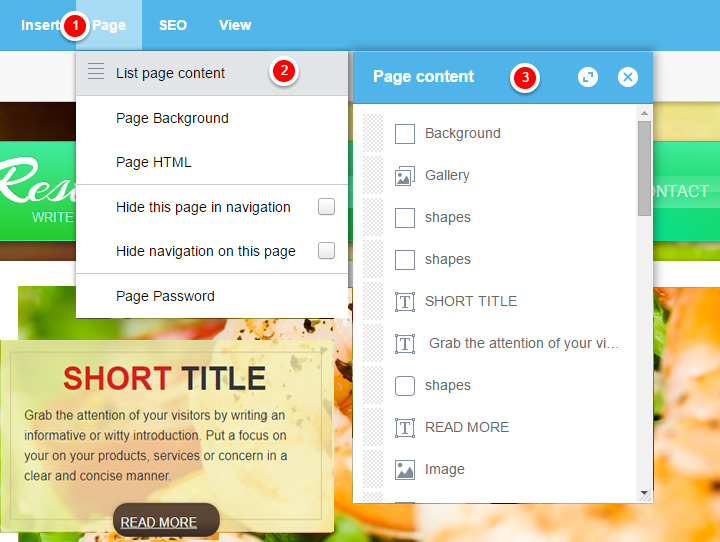 Insert 1 Page SEO View
List page content 2
Page Background
Page HTML
Hide this page in navigation
Hide navigation on this page
Page Password
Page content 3
Background
Gallery
shapes
shapes
SHORT TITLE
Grab the attention of your vi...
shapes
READ MORE
Image
WRITE
SHORT TITLE
Grab the attention of your visitors by writing an
informative or witty introduction. Put a focus on
your on your products, services or concern in a
clear and concise manner.
READ MORE